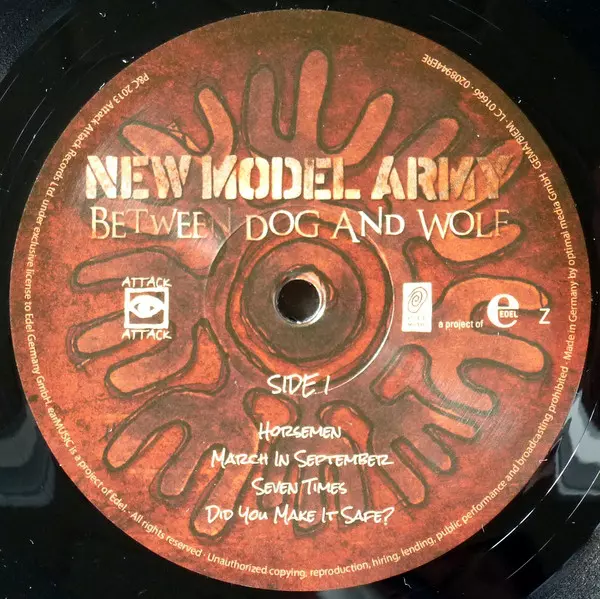 NEW MODEL ARMY
BETWEEN DOG AND WOLF
ATTACK
ATTACK
a project of
e EDEL
Z
SIDE 1
HORSEMEN
MARCH IN SEPTEMBER
SEVEN TIMES
DID YOU MAKE IT SAFE?
P&C 2013 Attack Attack Records Ltd under exclusive license to Edel Germany GmbH. earMUSIC is a project of Edel. · All rights reserved · Unauthorized copying, reproduction, hiring, lending, public performance and broadcasting prohibited · Made in Germany by optimal media GmbH · GEMA/BIEM · LC 01666 · 0208944ERE